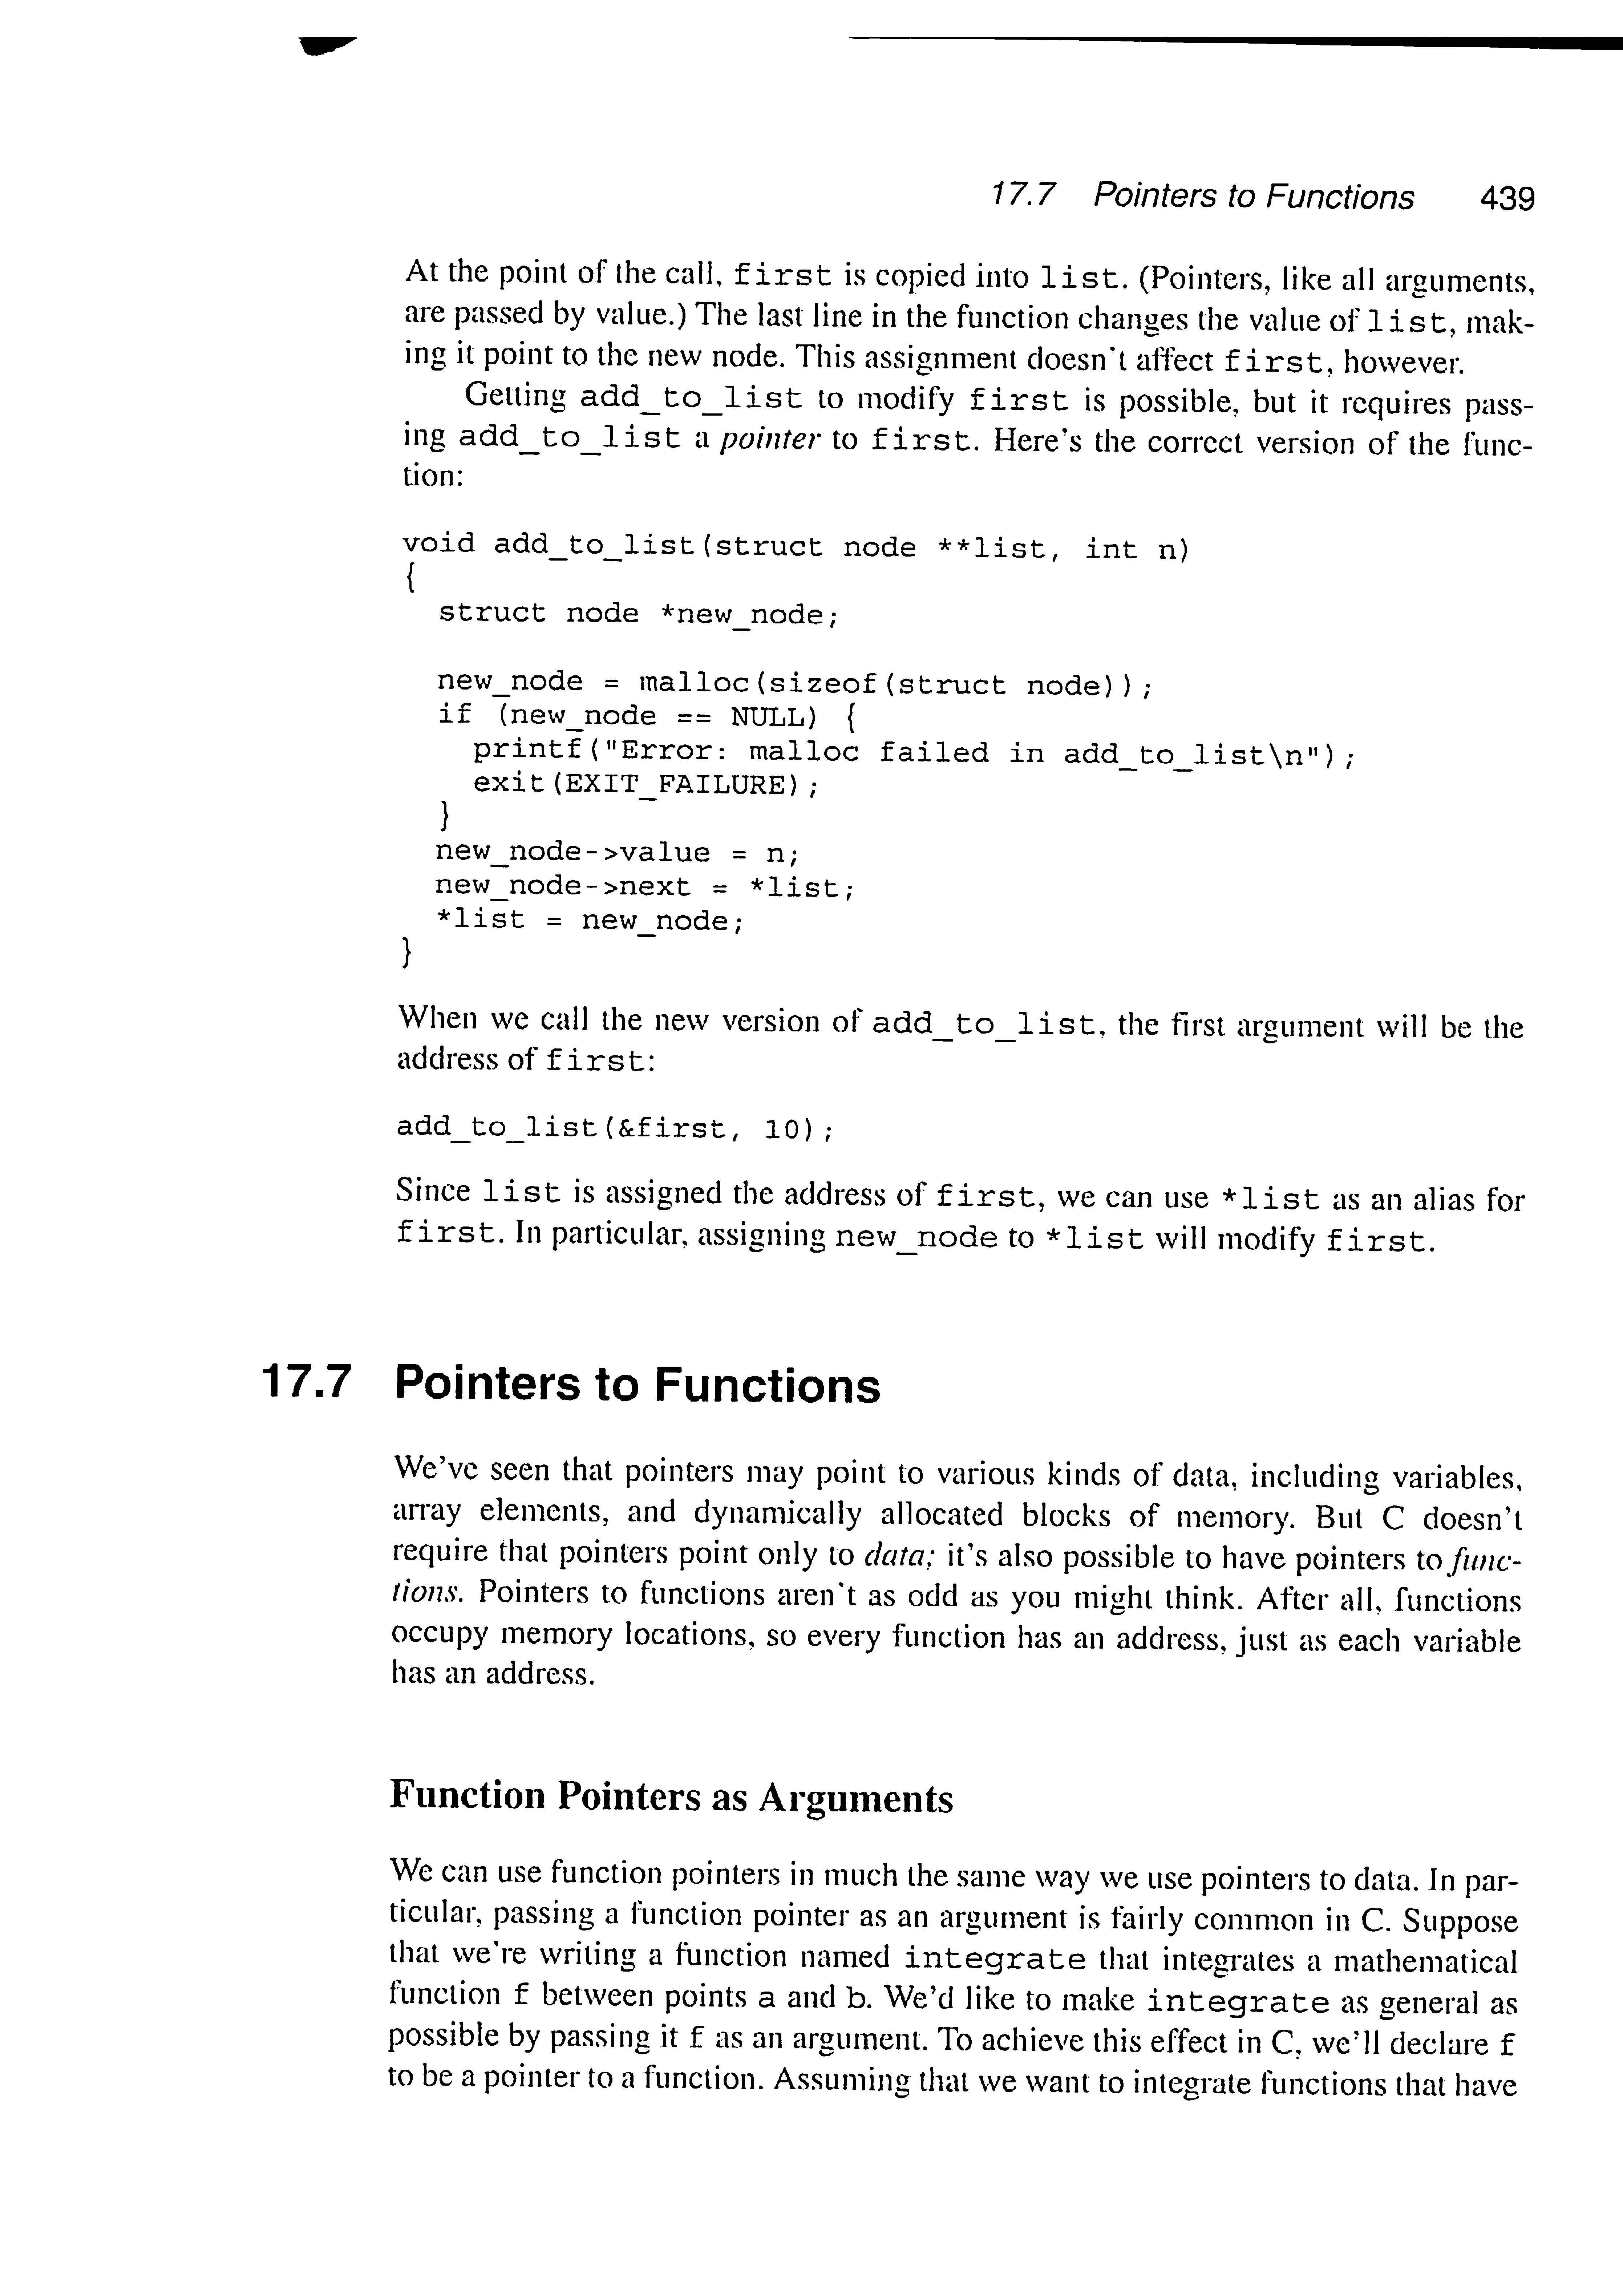 17.7 Pointers to Functions 439
At the point of the call, first is copied into list. (Pointers, like all arguments,
are passed by value.) The last line in the function changes the value of list, mak-
ing it point to the new node. This assignment doesn't affect first, however.
Getting add_to_list to modify first is possible, but it requires pass-
ing add_to_list a pointer to first. Here's the correct version of the func-
tion:
void add_to_list(struct node **list, int n)
{
struct node *new_node;
new_node = malloc(sizeof(struct node));
if (new_node == NULL) {
printf("Error: malloc failed in add_to_list\n");
exit(EXIT_FAILURE);
}
new_node->value = n;
new_node->next = *list;
*list = new_node;
}
When we call the new version of add_to_list, the first argument will be the
address of first:
add_to_list(&first, 10);
Since list is assigned the address of first, we can use *list as an alias for
first. In particular, assigning new_node to *list will modify first.
17.7 Pointers to Functions
We've seen that pointers may point to various kinds of data, including variables,
array elements, and dynamically allocated blocks of memory. But C doesn't
require that pointers point only to data; it's also possible to have pointers to func-
tions. Pointers to functions aren't as odd as you might think. After all, functions
occupy memory locations, so every function has an address, just as each variable
has an address.
Function Pointers as Arguments
We can use function pointers in much the same way we use pointers to data. In par-
ticular, passing a function pointer as an argument is fairly common in C. Suppose
that we're writing a function named integrate that integrates a mathematical
function f between points a and b. We'd like to make integrate as general as
possible by passing it f as an argument. To achieve this effect in C, we'll declare f
to be a pointer to a function. Assuming that we want to integrate functions that have